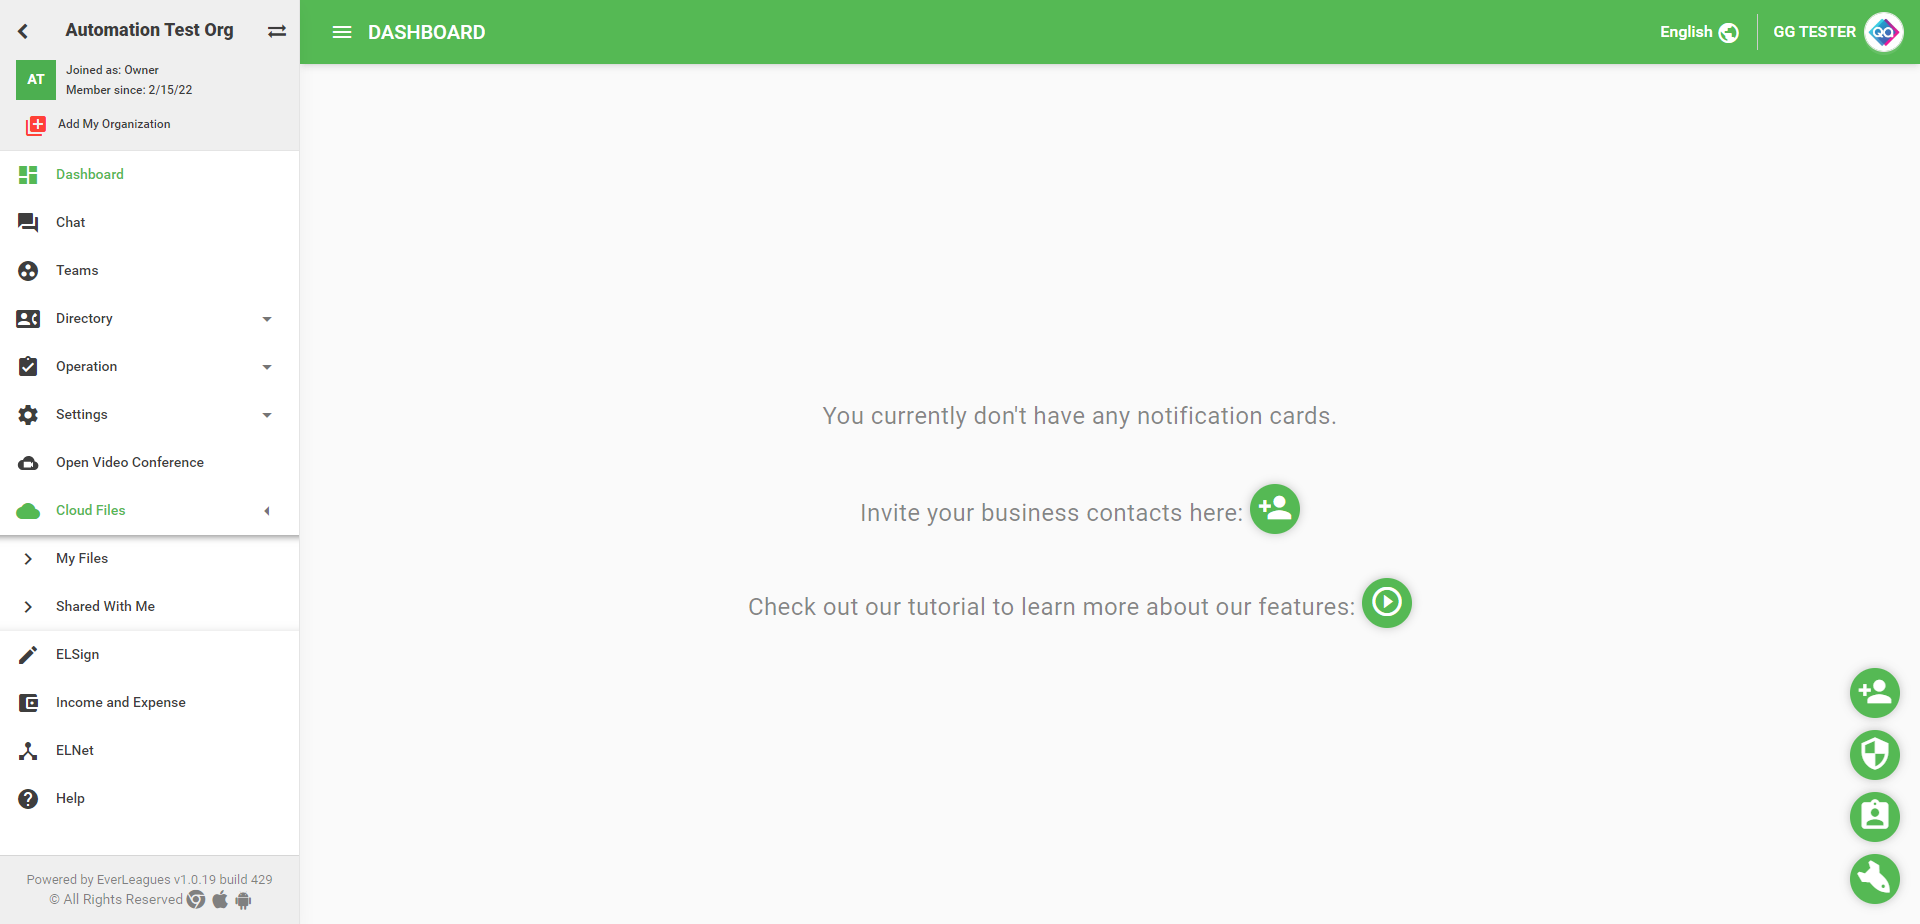 Automation Test Org
AT
Joined as: Owner
Member since: 2/15/22
Add My Organization
Dashboard
Chat
Teams
Directory
Operation
Settings
Open Video Conference
Cloud Files
My Files
Shared With Me
ELSign
Income and Expense
ELNet
Help
Powered by EverLeagues v1.0.19 build 429
© All Rights Reserved
DASHBOARD
English
GG TESTER
QA
You currently don't have any notification cards.
Invite your business contacts here:
Check out our tutorial to learn more about our features: